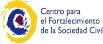 Centro para
el Fortalecimiento
de la Sociedad Civil